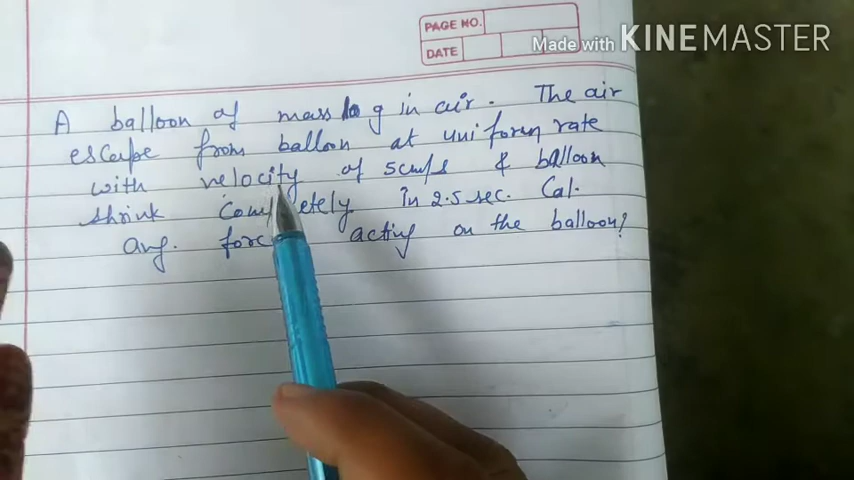 PAGE NO.
DATE
Made with KINEMASTER
A balloon of mass 10 g in air. The air
escape from balloon at uniform rate
with velocity of 5cm/s & balloon
shrink completely in 2.5 sec. Cal.
avg. force acting on the balloon?